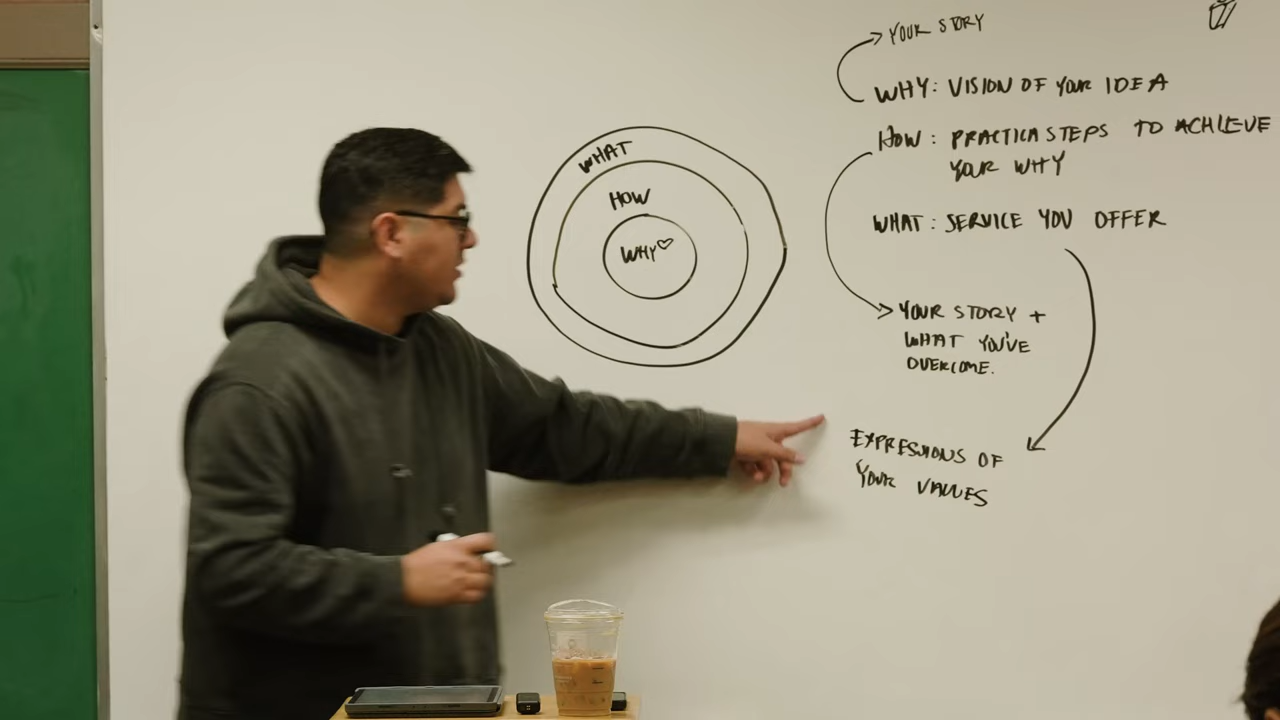 WHAT
HOW
WHY
YOUR STORY
WHY: VISION OF YOUR IDEA
HOW: PRACTICA STEPS TO ACHIEVE
YOUR WHY
WHAT: SERVICE YOU OFFER
YOUR STORY +
WHAT YOU'VE
OVERCOME.
EXPRESSIONS OF
YOUR VALUES